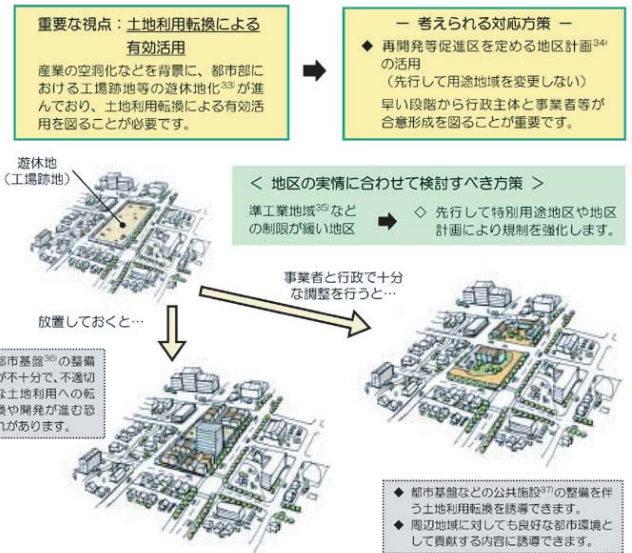 重要な視点：土地利用転換による
有効活用
産業の空洞化などを背景に、都市部に
おける工場跡地等の遊休地化33)が進
んでおり、土地利用転換による有効活
用を図ることが必要です。
－ 考えられる対応方策 －
◆ 再開発等促進区を定める地区計画34)
の活用
（先行して用途地域を変更しない）
早い段階から行政主体と事業者等が
合意形成を図ることが重要です。
遊休地
（工場跡地）
＜ 地区の実情に合わせて検討すべき方策 ＞
準工業地域35)など
の制限が緩い地区
◇ 先行して特別用途地区や地区
計画により規制を強化します。
事業者と行政で十分
な調整を行うと…
放置しておくと…
都市基盤36)の整備
が不十分で、不適切
な土地利用への転
換や開発が進む恐
れがあります。
◆ 都市基盤などの公共施設37)の整備を伴
う土地利用転換を誘導できます。
◆ 周辺地域に対しても良好な都市環境と
して貢献する内容に誘導できます。